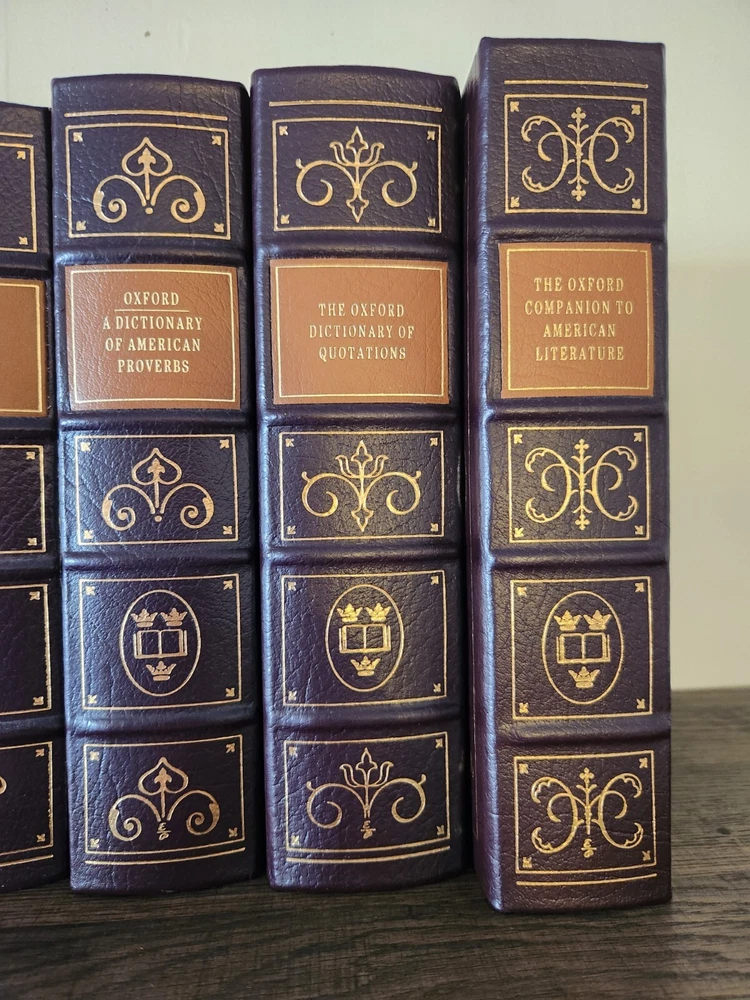 OXFORD
A DICTIONARY
OF AMERICAN
PROVERBS
THE OXFORD
DICTIONARY OF
QUOTATIONS
THE OXFORD
COMPANION TO
AMERICAN
LITERATURE